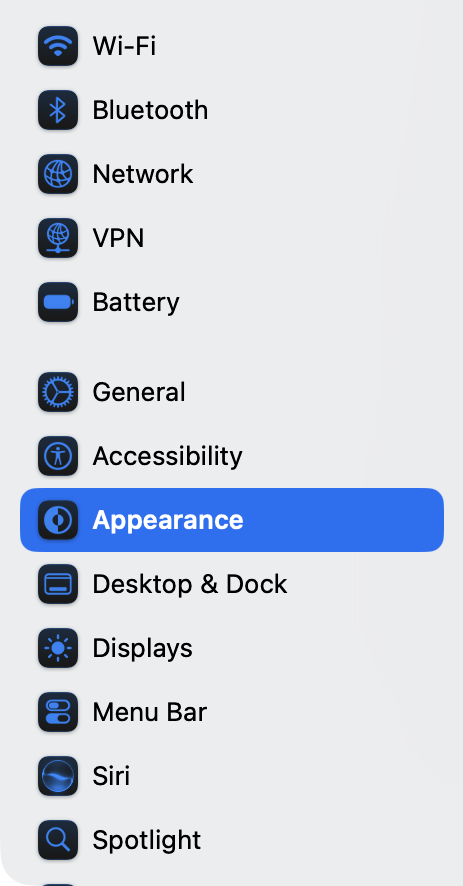 Wi-Fi
Bluetooth
Network
VPN
Battery
General
Accessibility
Appearance
Desktop & Dock
Displays
Menu Bar
Siri
Spotlight